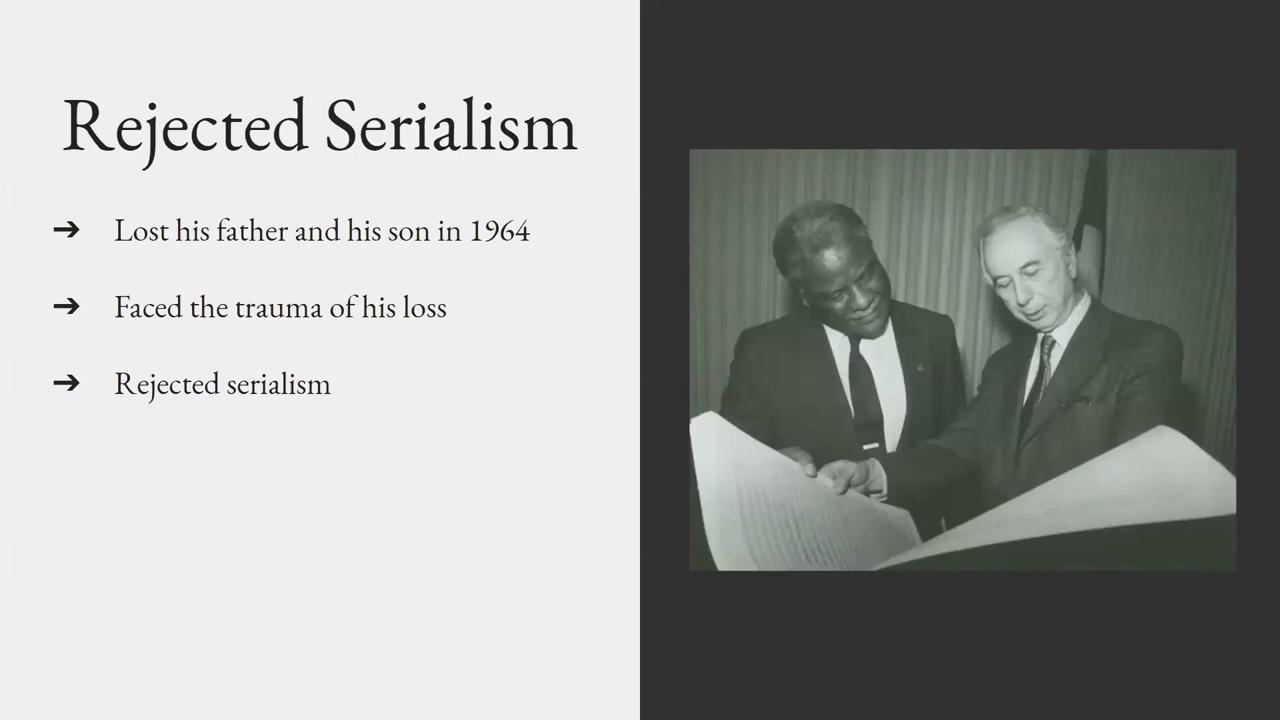 Rejected Serialism
➔ Lost his father and his son in 1964
➔ Faced the trauma of his loss
➔ Rejected serialism